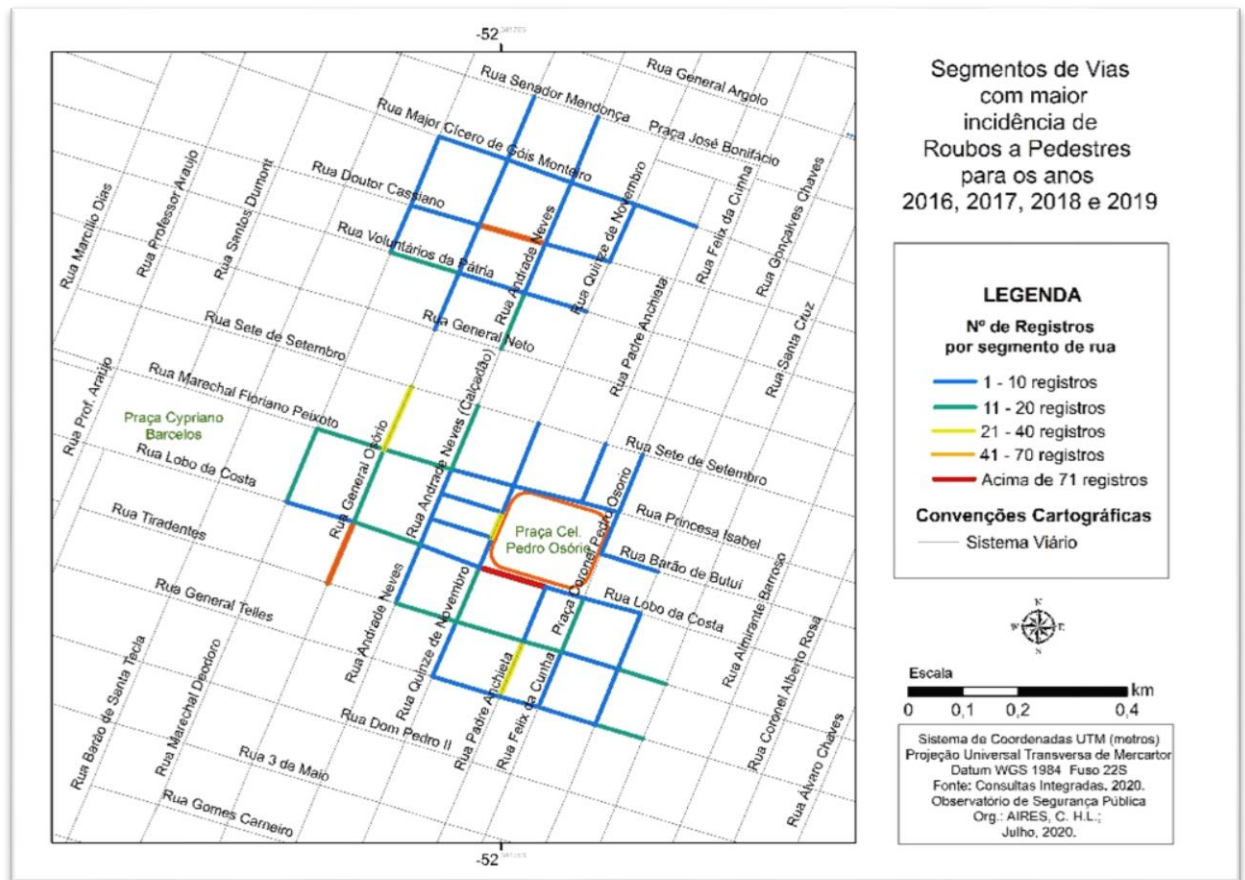 -52
Rua General Argolo
Rua Senador Mendonça
Praça José Bonifácio
Rua Major Cícero de Góis Monteiro
Rua Doutor Cassiano
Rua Voluntários da Pátria
Rua Marcílio Dias
Rua Professor Araujo
Rua Santos Dumont
Rua Andrade Neves
Rua Quinze de Novembro
Rua Felix da Cunha
Rua Gonçalves Chaves
Rua General Neto
Rua Padre Anchieta
Rua Santa Cruz
Rua Sete de Setembro
Rua Marechal Floriano Peixoto
Rua Prof. Araujo
Praça Cypriano
Barcelos
Rua Lobo da Costa
Rua General Osório
Rua Andrade Neves (Calçadão)
Rua Sete de Setembro
Rua Princesa Isabel
Praça Cel.
Pedro Osório
Praça Coronel Pedro Osorio
Rua Barão de Butuí
Rua Tiradentes
Rua Lobo da Costa
Rua General Telles
Rua Andrade Neves
Rua Quinze de Novembro
Rua Padre Anchieta
Rua Felix da Cunha
Rua Almirante Barroso
Rua Coronel Alberto Rosa
Rua Alvaro Chaves
Rua Barão de Santa Tecla
Rua Marechal Deodoro
Rua Dom Pedro II
Rua 3 da Maio
Rua Gomes Carneiro
-52
Segmentos de Vias
com maior
incidência de
Roubos a Pedestres
para os anos
2016, 2017, 2018 e 2019
LEGENDA
Nº de Registros
por segmento de rua
1 - 10 registros
11 - 20 registros
21 - 40 registros
41 - 70 registros
Acima de 71 registros
Convenções Cartográficas
Sistema Viário
Escala
km
0 0,1 0,2 0,4
Sistema de Coordenadas UTM (metros)
Projeção Universal Transversa de Mercartor
Datum WGS 1984 Fuso 22S
Fonte: Consultas Integradas, 2020.
Observatório de Segurança Pública
Org.: AIRES, C. H.L.;
Julho, 2020.